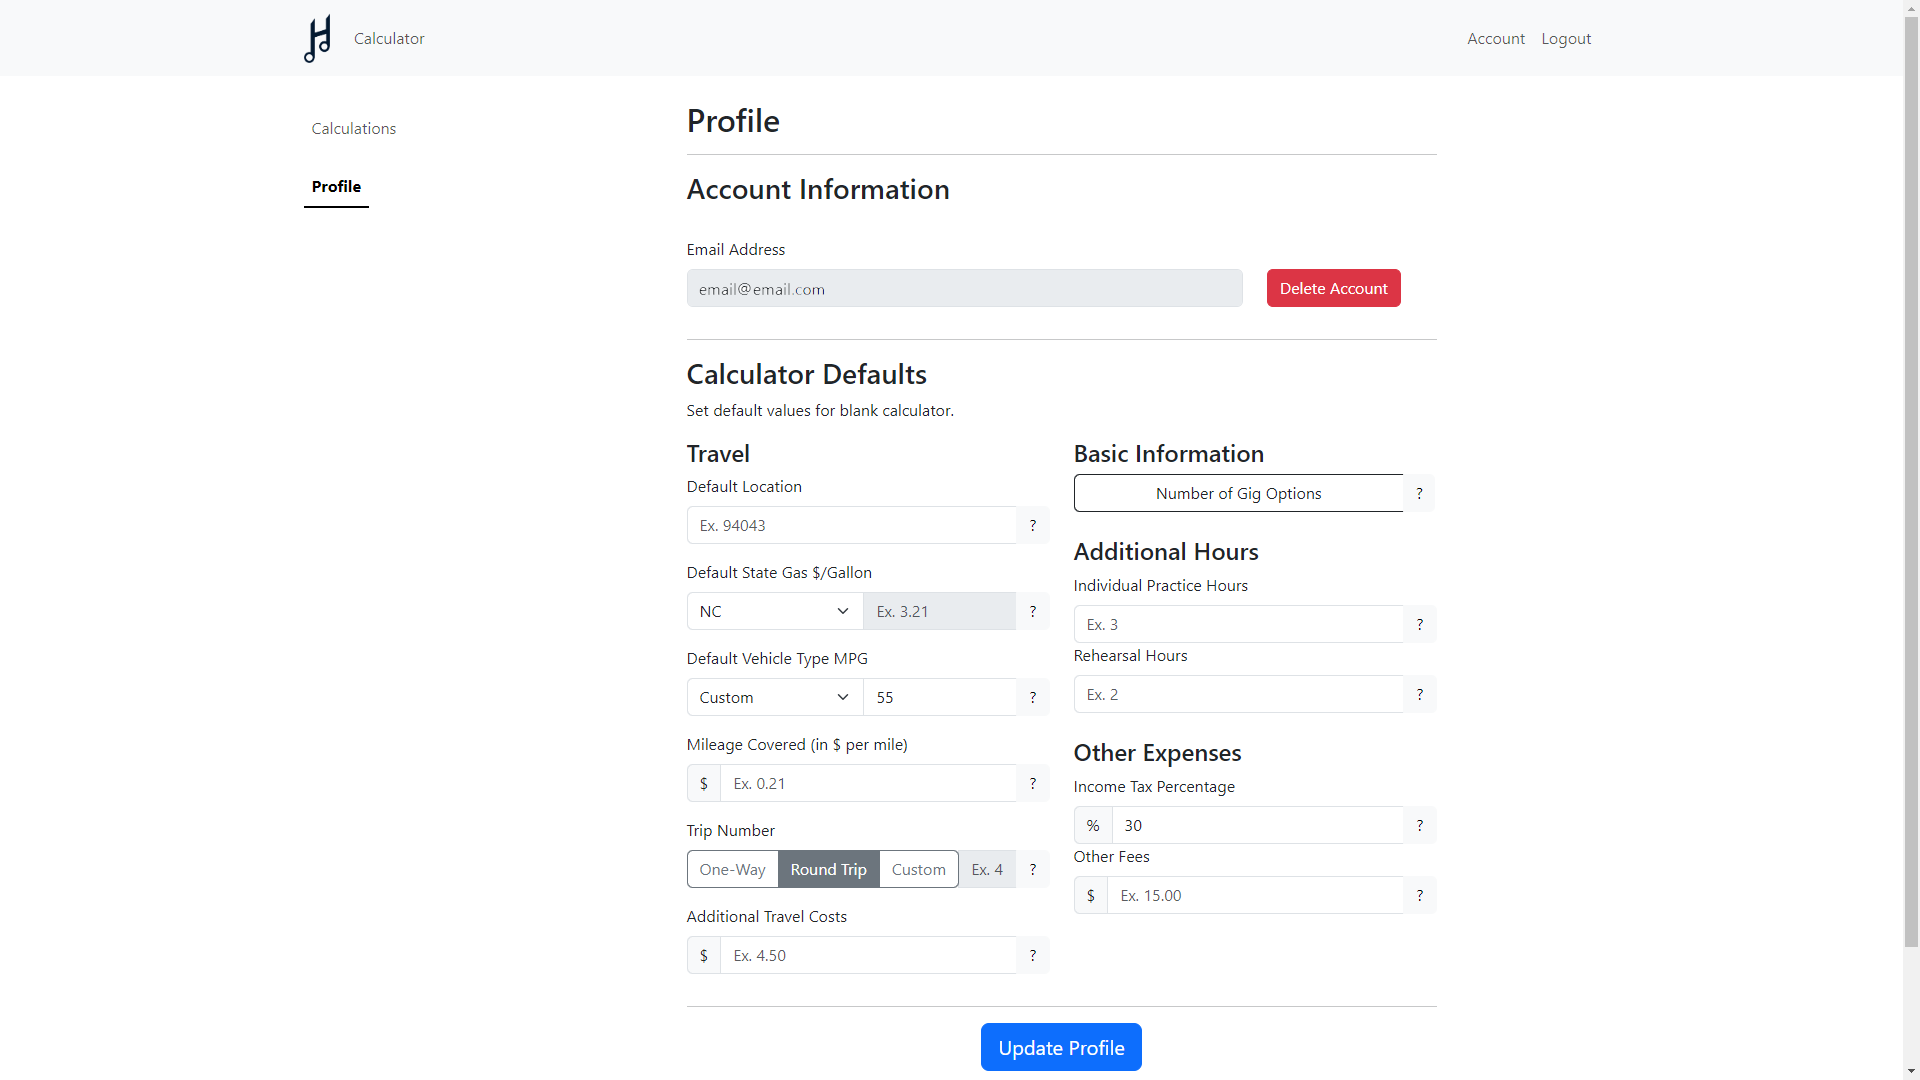 Calculator
Account Logout
Calculations
Profile
Profile
Account Information
Email Address
email@email.com
Delete Account
Calculator Defaults
Set default values for blank calculator.
Travel
Default Location
Ex. 94043 ?
Default State Gas $/Gallon
NC Ex. 3.21 ?
Default Vehicle Type MPG
Custom 55 ?
Mileage Covered (in $ per mile)
$ Ex. 0.21 ?
Trip Number
One-Way Round Trip Custom Ex. 4 ?
Additional Travel Costs
$ Ex. 4.50 ?
Basic Information
Number of Gig Options ?
Additional Hours
Individual Practice Hours
Ex. 3 ?
Rehearsal Hours
Ex. 2 ?
Other Expenses
Income Tax Percentage
% 30 ?
Other Fees
$ Ex. 15.00 ?
Update Profile